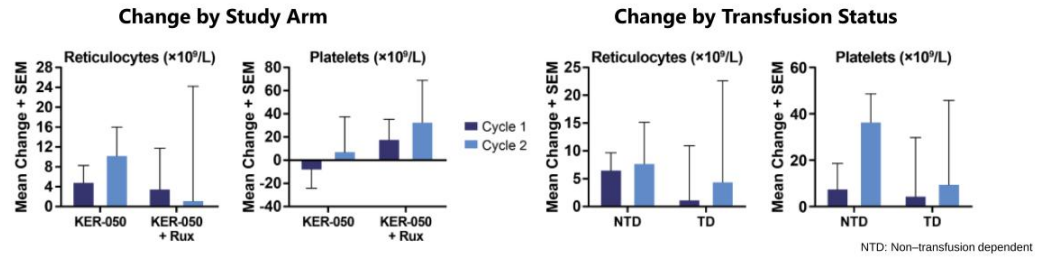 Change by Study Arm
Change by Transfusion Status
Reticulocytes (×10⁹/L)
Mean Change + SEM
28
24
20
16
12
8
4
0
KER-050
KER-050
+ Rux
Platelets (×10⁹/L)
Mean Change + SEM
80
60
40
20
0
-20
-40
KER-050
KER-050
+ Rux
Cycle 1
Cycle 2
Reticulocytes (×10⁹/L)
Mean Change + SEM
25
20
15
10
5
0
NTD
TD
Platelets (×10⁹/L)
Mean Change + SEM
60
40
20
0
NTD
TD
NTD: Non–transfusion dependent